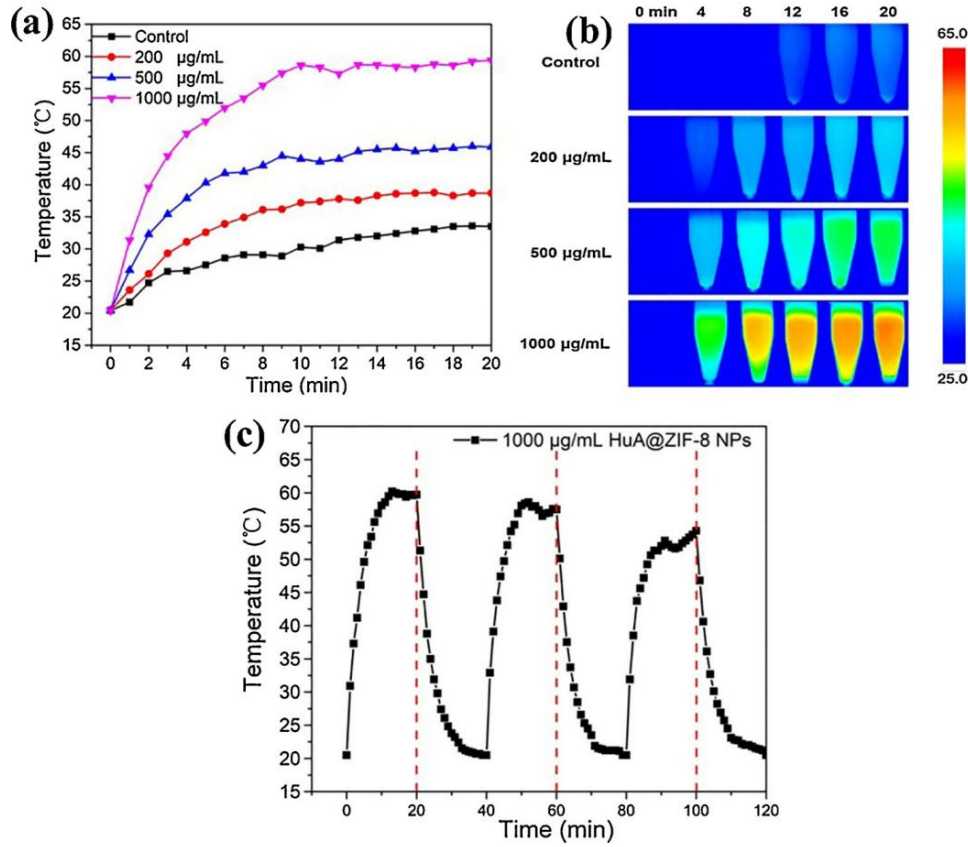 (a)
65
60
55
50
45
40
35
30
25
20
15
Temperature (℃)
Control
200 μg/mL
500 μg/mL
1000 μg/mL
0 2 4 6 8 10 12 14 16 18 20
Time (min)
(b)
0 min 4 8 12 16 20
Control
200 μg/mL
500 μg/mL
1000 μg/mL
65.0
25.0
(c)
70
65
60
55
50
45
40
35
30
25
20
15
Temperature (℃)
1000 μg/mL HuA@ZIF-8 NPs
0 20 40 60 80 100 120
Time (min)